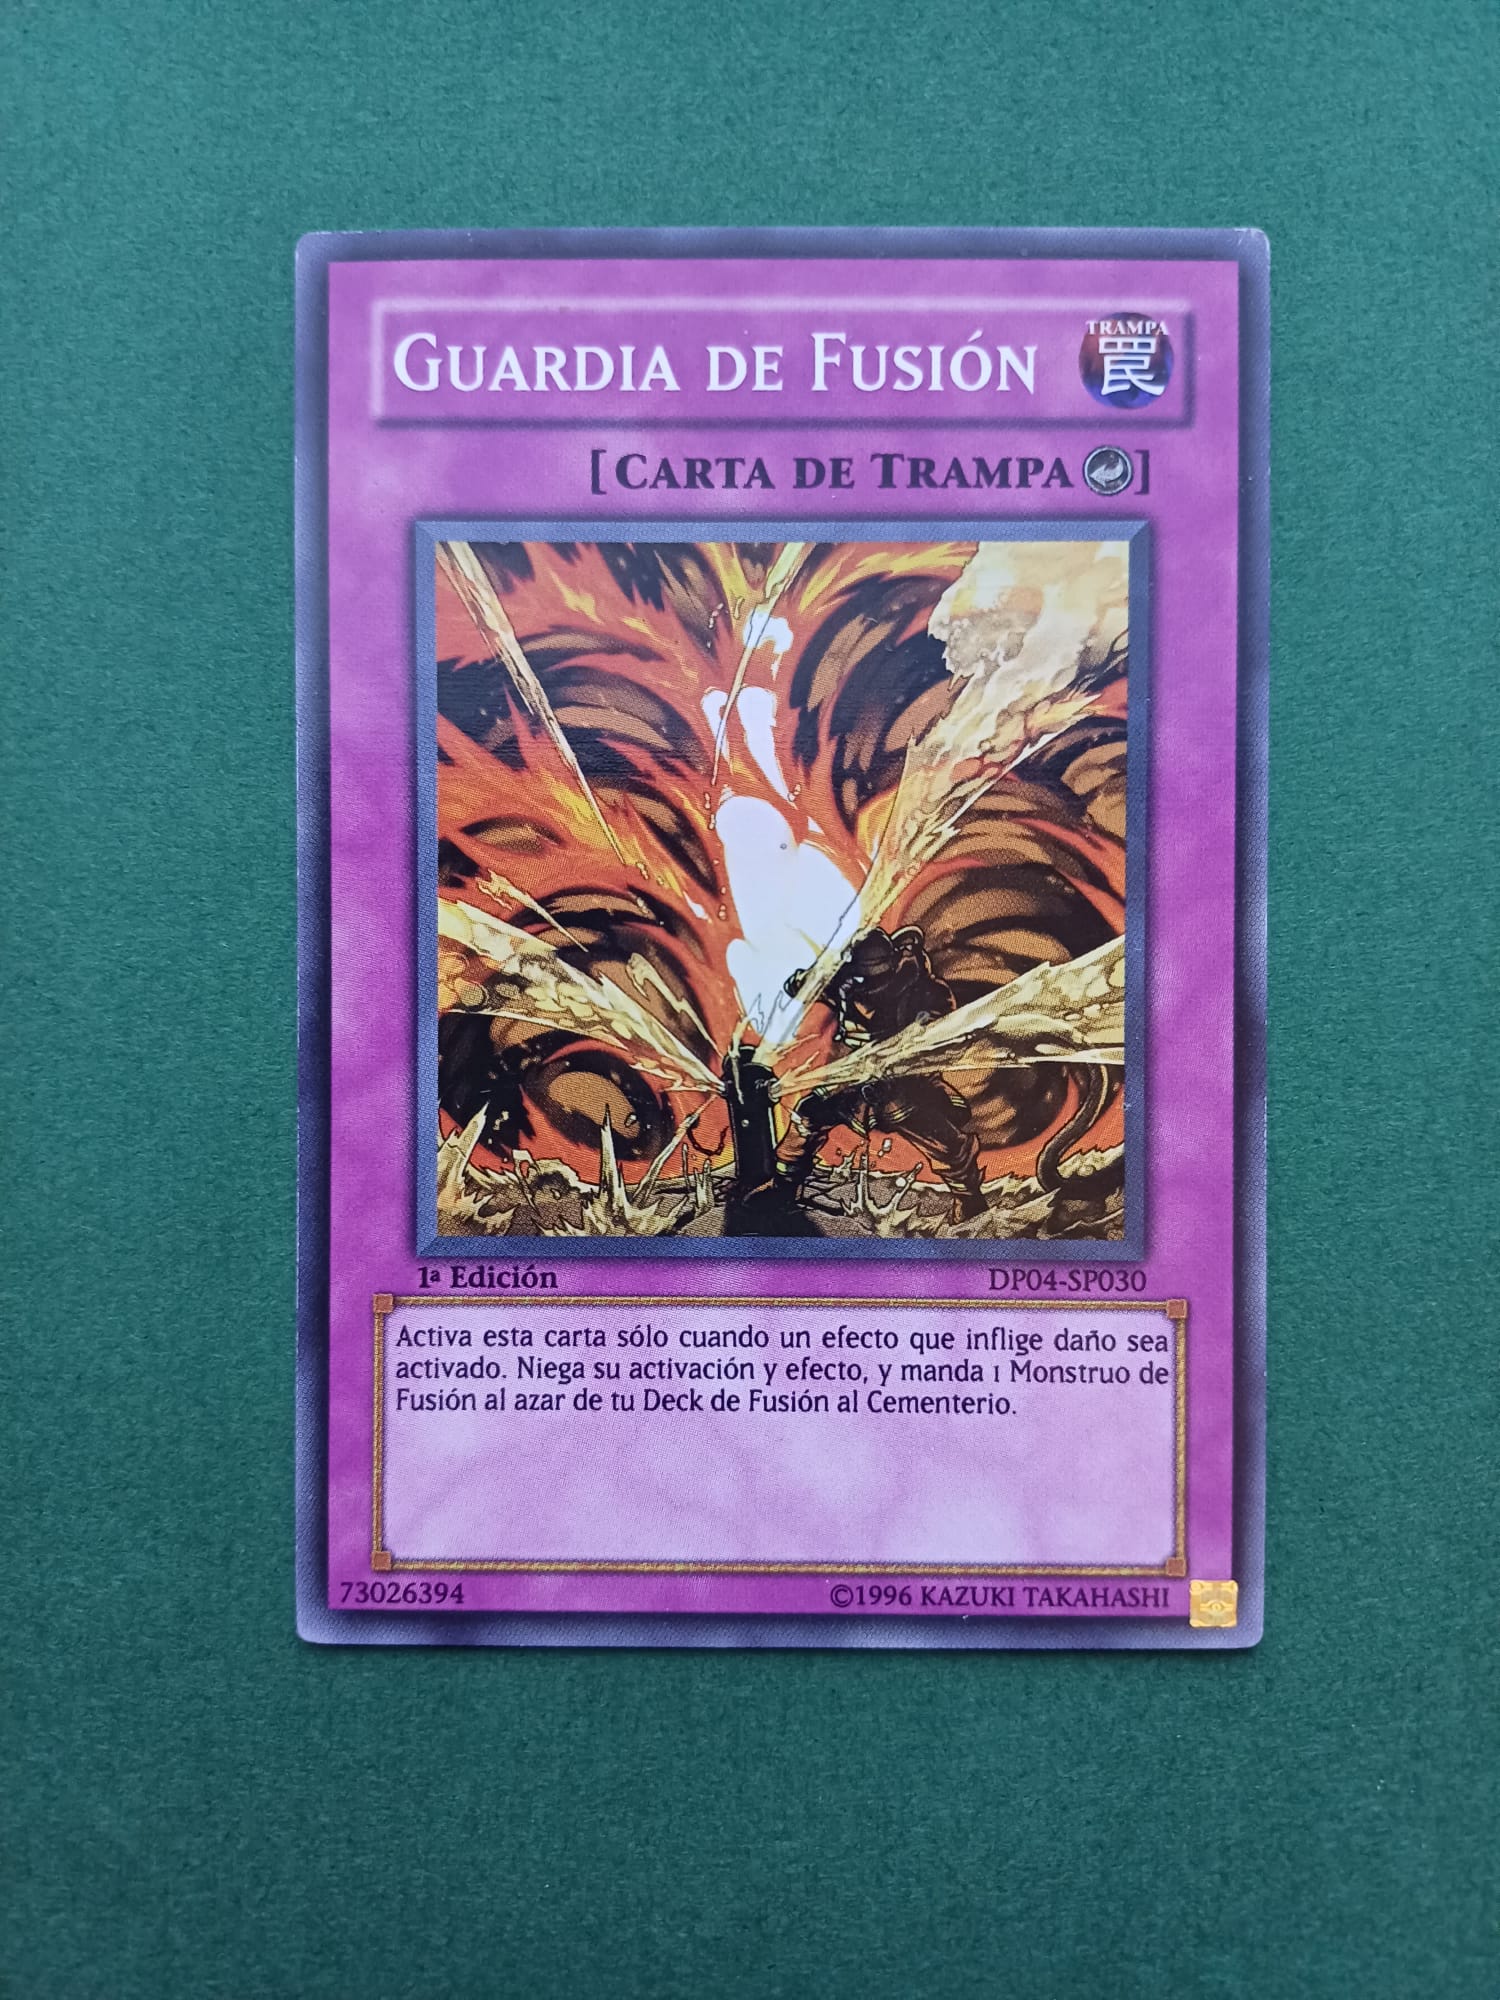 GUARDIA DE FUSIÓN
TRAMPA
罠
[CARTA DE TRAMPA]
1ª Edición
DP04-SP030
Activa esta carta sólo cuando un efecto que inflige daño sea
activado. Niega su activación y efecto, y manda 1 Monstruo de
Fusión al azar de tu Deck de Fusión al Cementerio.
73026394
©1996 KAZUKI TAKAHASHI